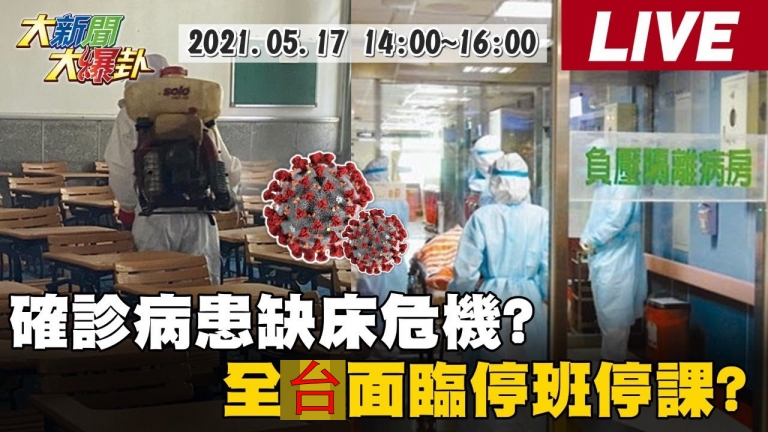 大新聞
大爆卦
2021.05.17 14:00~16:00
LIVE
solo
負壓隔離病房
確診病患缺床危機?
全台面臨停班停課?